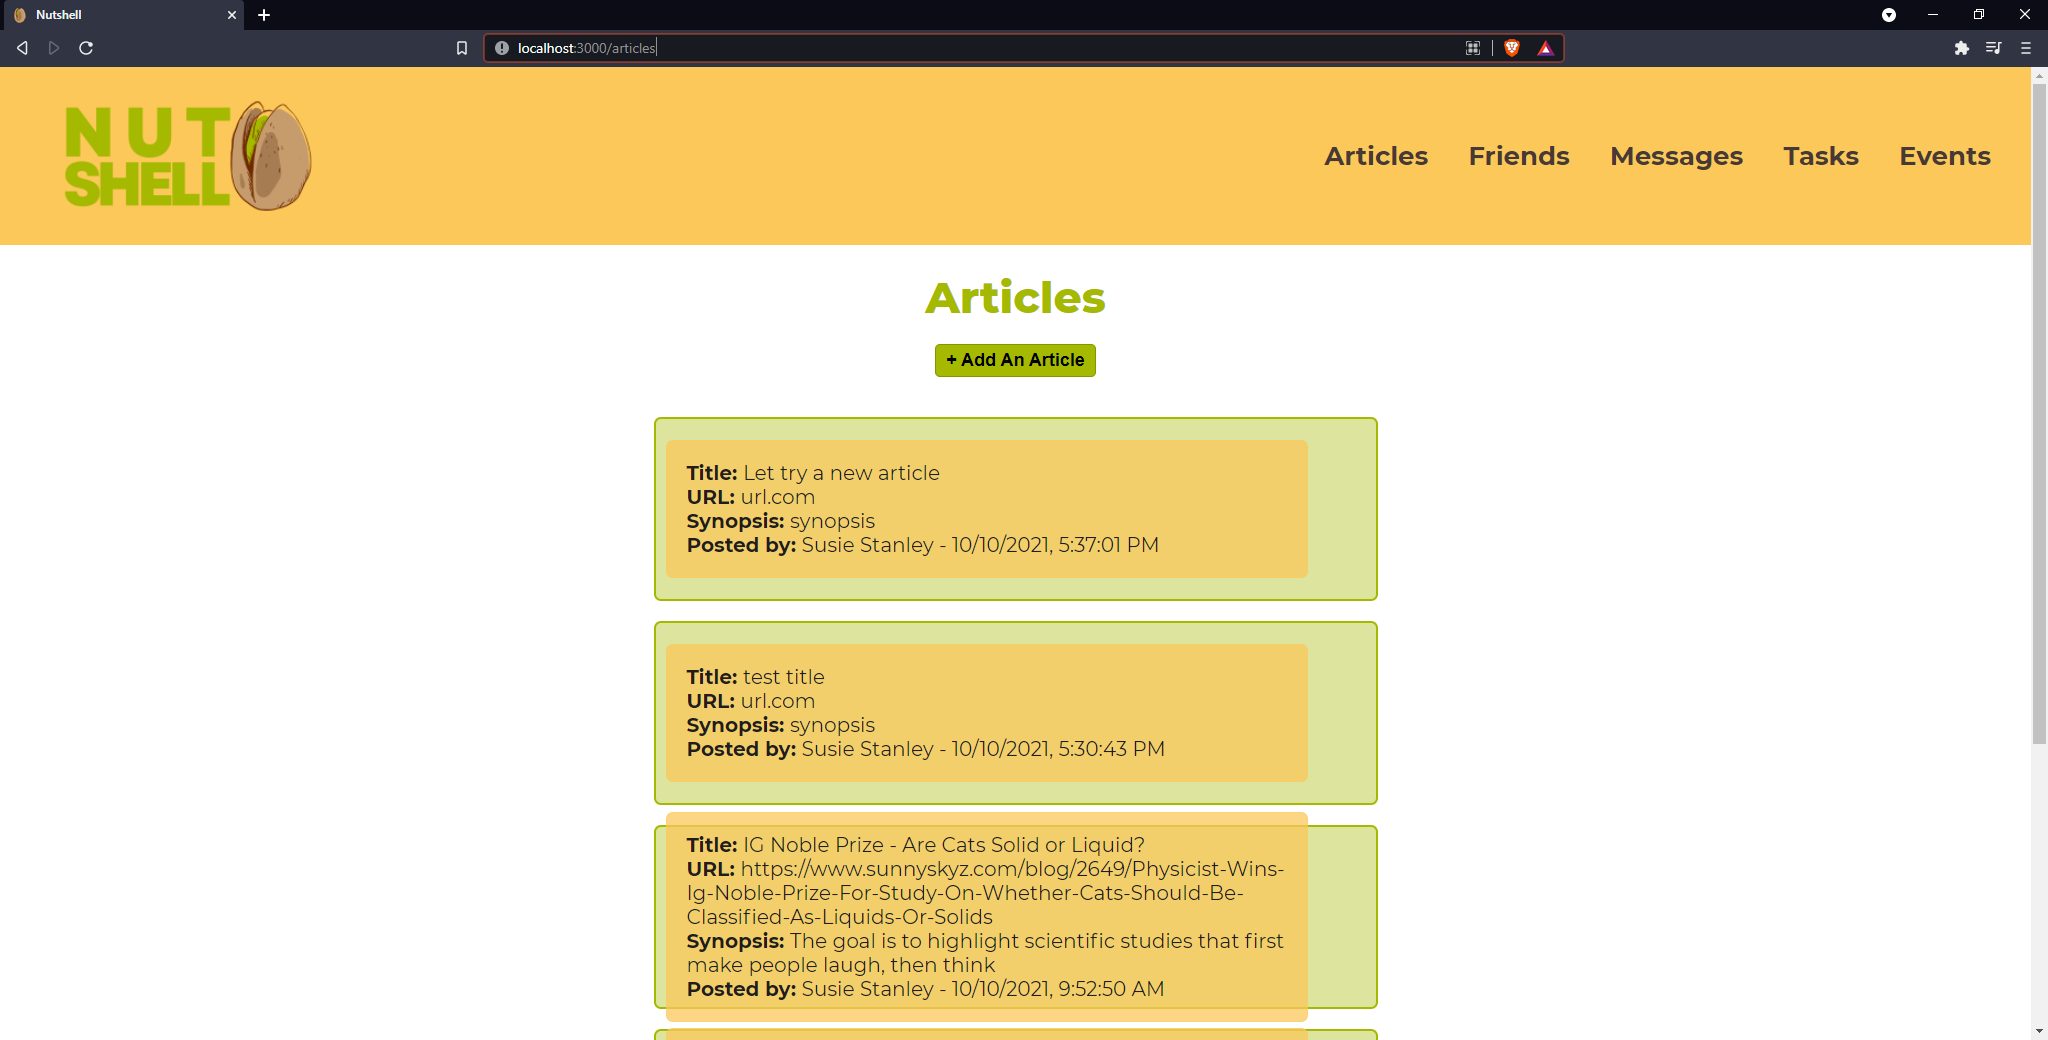 Nutshell
localhost:3000/articles
NUT
SHELL
Articles Friends Messages Tasks Events
Articles
+ Add An Article
Title: Let try a new article
URL: url.com
Synopsis: synopsis
Posted by: Susie Stanley - 10/10/2021, 5:37:01 PM
Title: test title
URL: url.com
Synopsis: synopsis
Posted by: Susie Stanley - 10/10/2021, 5:30:43 PM
Title: IG Noble Prize - Are Cats Solid or Liquid?
URL: https://www.sunnyskyz.com/blog/2649/Physicist-Wins-
Ig-Noble-Prize-For-Study-On-Whether-Cats-Should-Be-
Classified-As-Liquids-Or-Solids
Synopsis: The goal is to highlight scientific studies that first
make people laugh, then think
Posted by: Susie Stanley - 10/10/2021, 9:52:50 AM